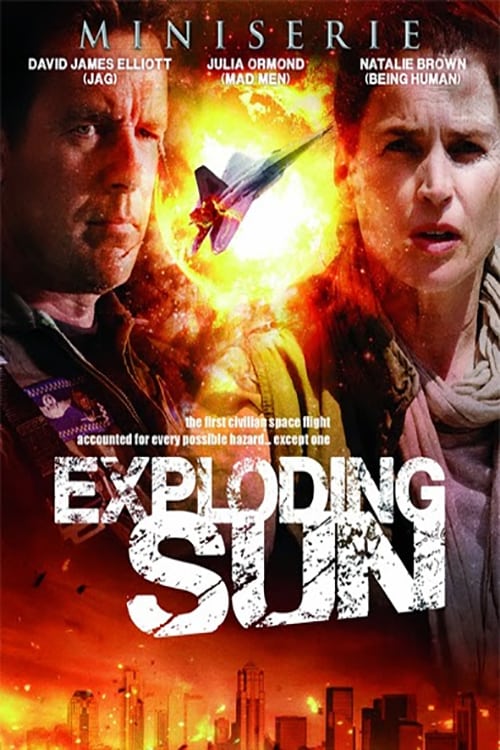 MINISERIE
DAVID JAMES ELLIOTT JULIA ORMOND NATALIE BROWN
(JAG) (MAD MEN) (BEING HUMAN)
the first civilian space flight
accounted for every possible hazard... except one
EXPLODING
SUN